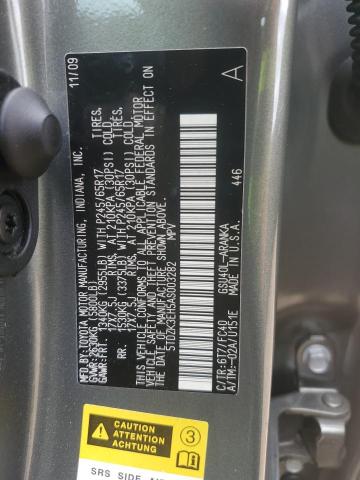 MFD.BY:TOYOTA MOTOR MANUFACTURING, INDIANA, INC. 11/09
GVWR:2630KG(5800LB)
GAWR:FRT. 1340KG(2955LB) WITH P245/65R17 TIRES,
17X7.5J RIMS, AT 210KPA(30PSI) COLD
RR. 1530KG(3375LB) WITH P245/65R17 TIRES,
17X7.5J RIMS, AT 210KPA(30PSI) COLD
THIS VEHICLE CONFORMS TO ALL APPLICABLE FEDERAL MOTOR
VEHICLE SAFETY, AND THEFT PREVENTION STANDARDS IN EFFECT ON
THE DATE OF MANUFACTURE SHOWN ABOVE.
5TDZK3EH5AS003282 MPV
A
446
C/TR:6T7/FC40 GSU40L-ARANKA
A/TM:-02A/U151E MADE IN U.S.A.
CAUTION
ATTENTION
ACHTUNG
3
SRS SIDE